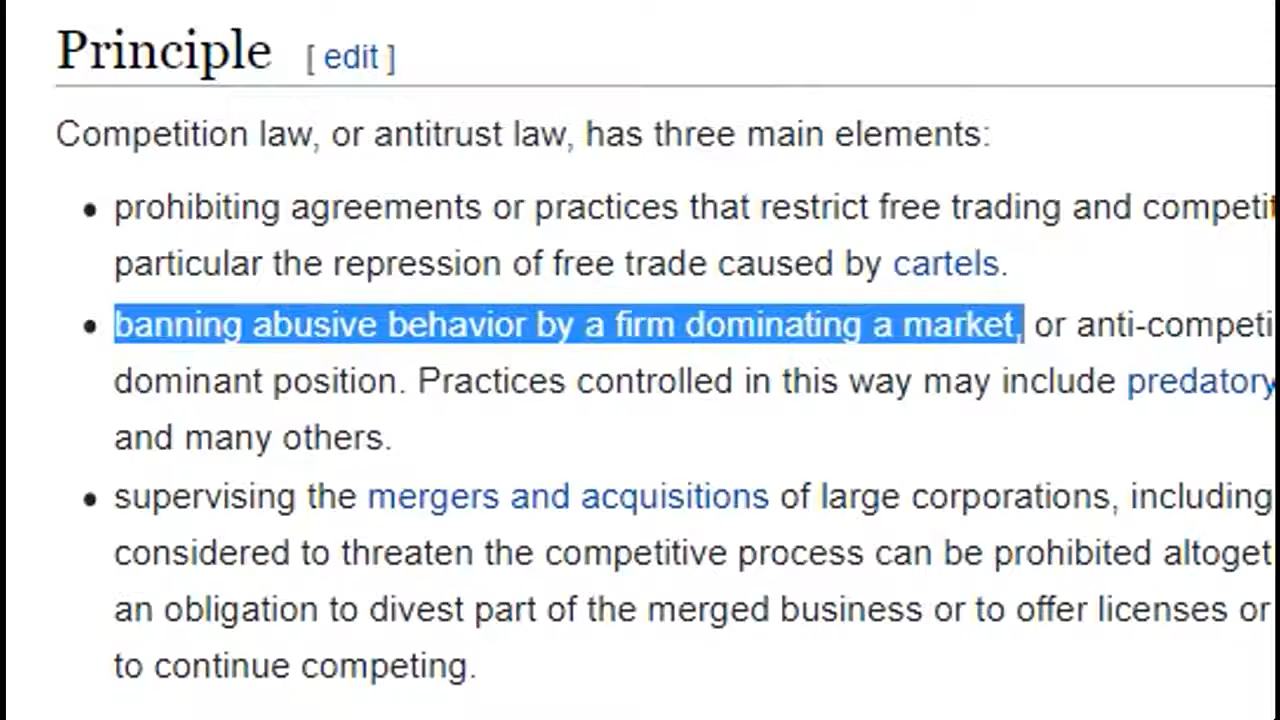 Principle [ edit ]
Competition law, or antitrust law, has three main elements:
• prohibiting agreements or practices that restrict free trading and competit
particular the repression of free trade caused by cartels.
• banning abusive behavior by a firm dominating a market, or anti-competi
dominant position. Practices controlled in this way may include predatory
and many others.
• supervising the mergers and acquisitions of large corporations, including
considered to threaten the competitive process can be prohibited altoget
an obligation to divest part of the merged business or to offer licenses or
to continue competing.